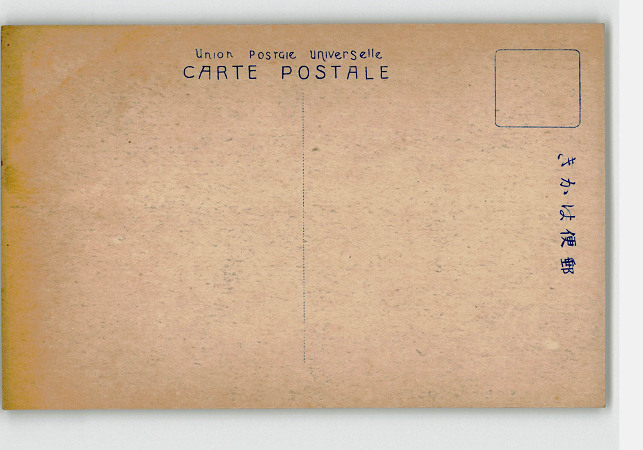 Union Postale Universelle
CARTE POSTALE
きかは便郵